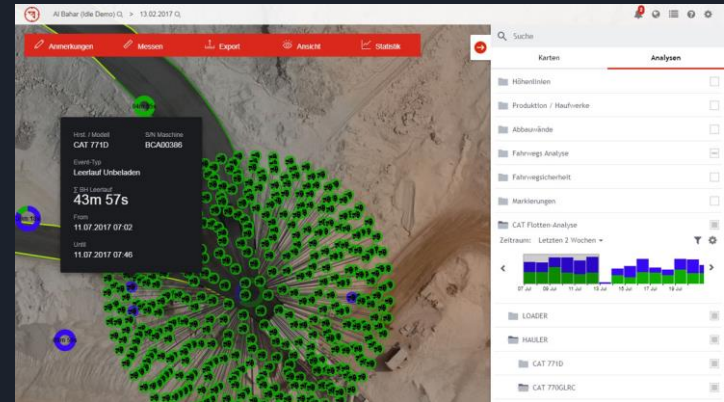 Al Bahar (Idle Demo) > 13.02.2017
Anmerkungen Messen Export Ansicht Statistik
Hrst. / Modell S/N Maschine
CAT 771D BCA00386
Event-Typ
Leerlauf Unbeladen
∑ BH Leerlauf
43m 57s
From
11.07.2017 07:02
Until
11.07.2017 07:46
Suche
Karten Analysen
Höhenlinien
Produktion / Haufwerke
Abbauwände
Fahrwegs Analyse
Fahrwegsicherheit
Markierungen
CAT Flotten-Analyse
Zeitraum: Letzten 2 Wochen
07 Jul 09 Jul 11 Jul 13 Jul 15 Jul 17 Jul 19 Jul
LOADER
HAULER
CAT 771D
CAT 770GLRC